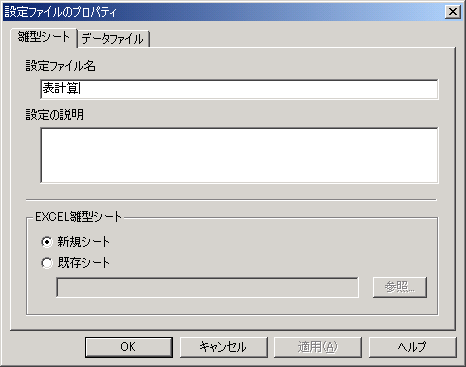 設定ファイルのプロパティ
雛型シート
データファイル
設定ファイル名
表計算
設定の説明
EXCEL雛型シート
新規シート
既存シート
参照...
OK
キャンセル
適用(A)
ヘルプ